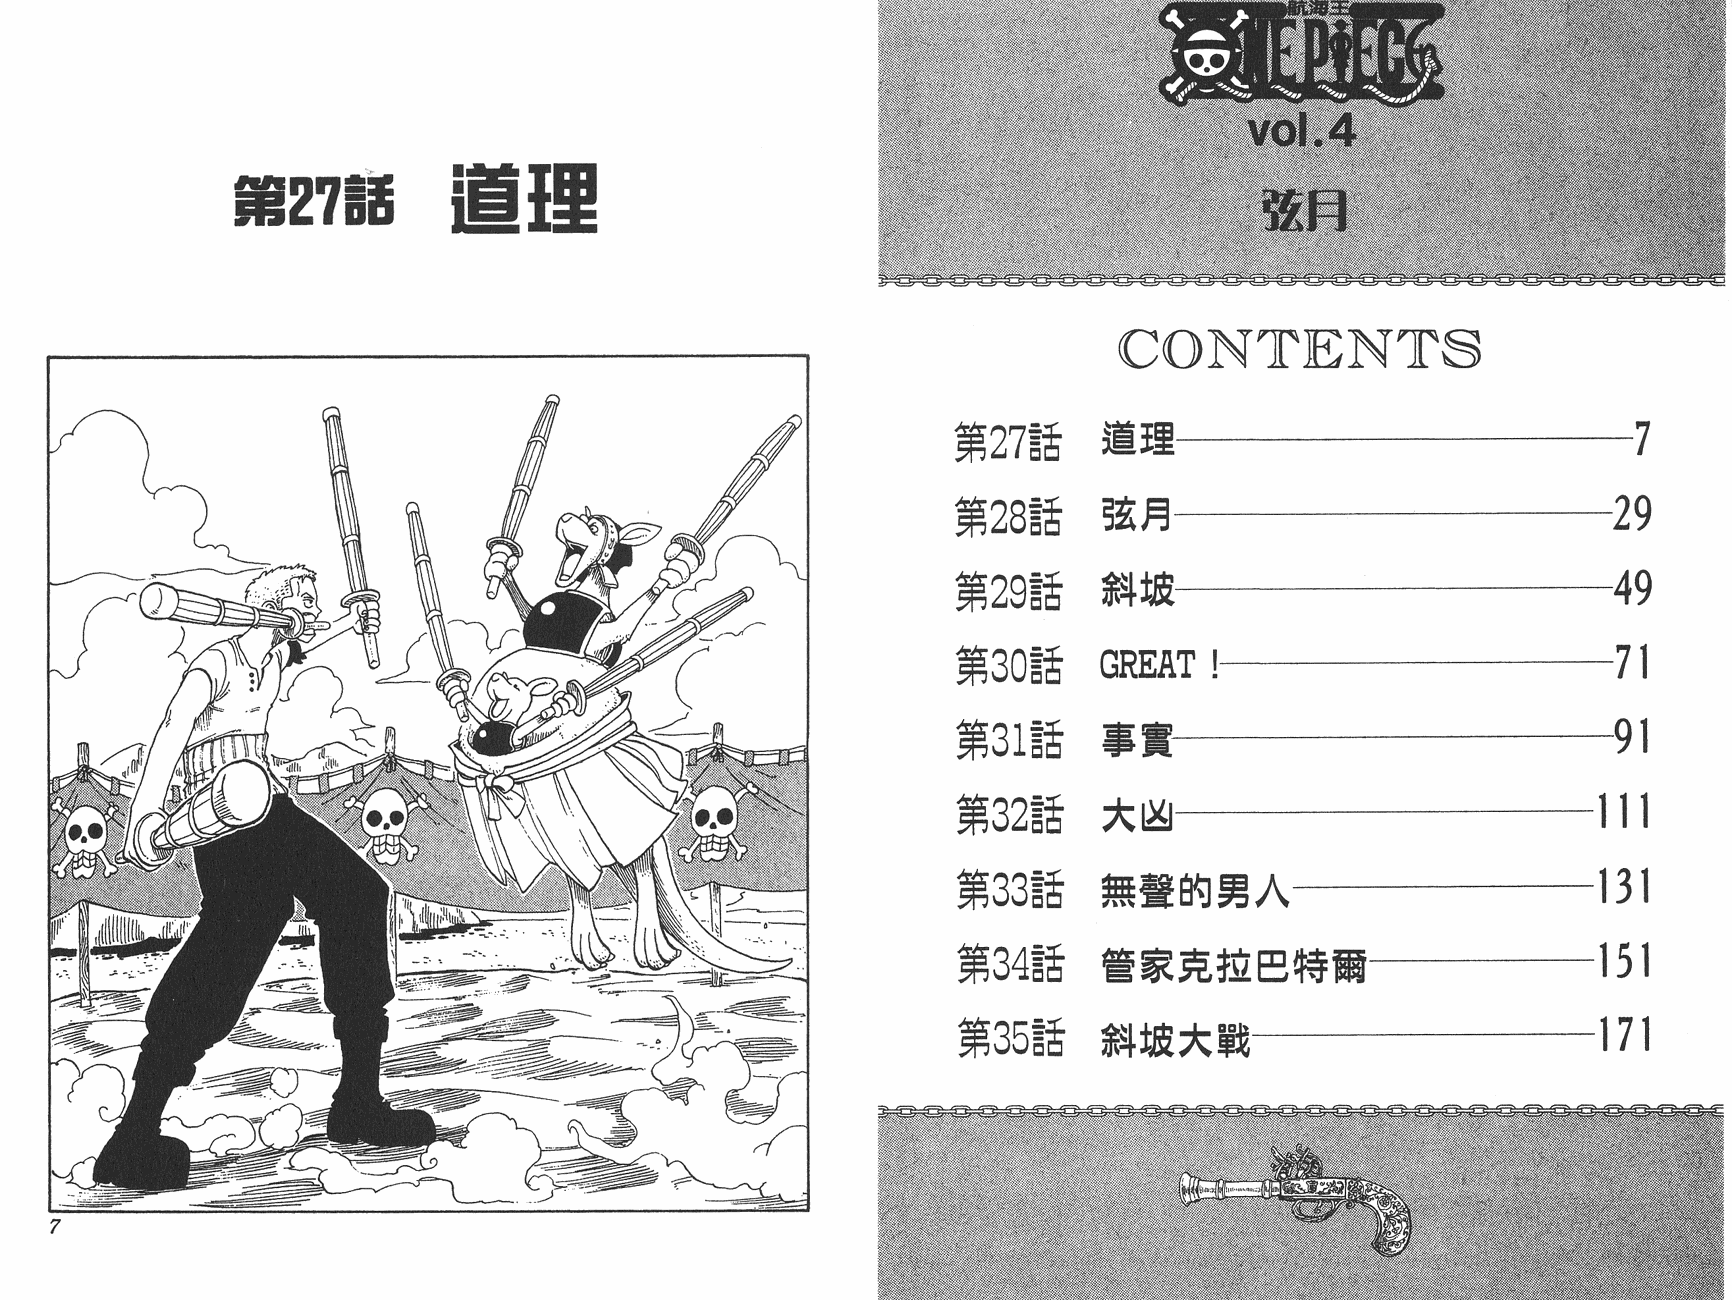 航海王
ONE PIECE
vol.4
弦月
CONTENTS
第27話 道理 7
第28話 弦月 29
第29話 斜坡 49
第30話 GREAT！ 71
第31話 事實 91
第32話 大凶 111
第33話 無聲的男人 131
第34話 管家克拉巴特爾 151
第35話 斜坡大戰 171
第27話 道理
7